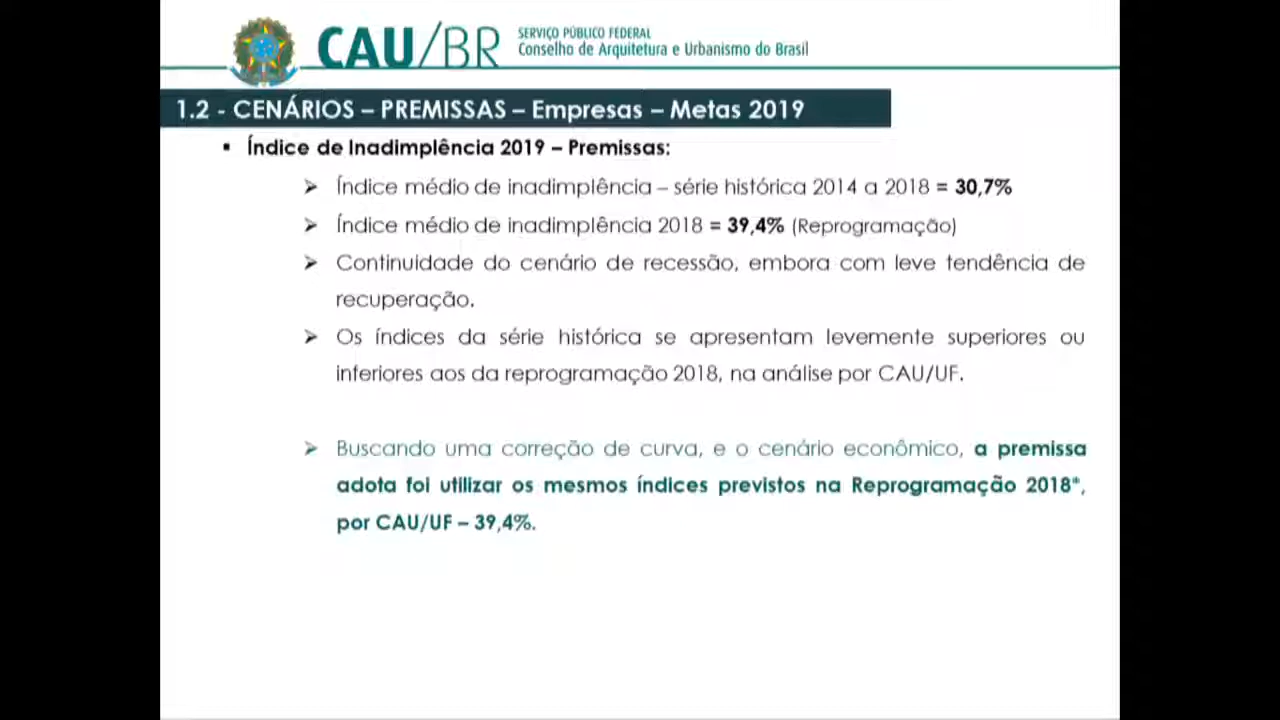 CAU/BR
SERVIÇO PÚBLICO FEDERAL
Conselho de Arquitetura e Urbanismo do Brasil
1.2 - CENÁRIOS – PREMISSAS – Empresas – Metas 2019
▪ Índice de Inadimplência 2019 – Premissas:
➢ Índice médio de inadimplência – série histórica 2014 a 2018 = 30,7%
➢ Índice médio de inadimplência 2018 = 39,4% (Reprogramação)
➢ Continuidade do cenário de recessão, embora com leve tendência de
recuperação.
➢ Os índices da série histórica se apresentam levemente superiores ou
inferiores aos da reprogramação 2018, na análise por CAU/UF.
➢ Buscando uma correção de curva, e o cenário econômico, a premissa
adota foi utilizar os mesmos índices previstos na Reprogramação 2018*,
por CAU/UF – 39,4%.